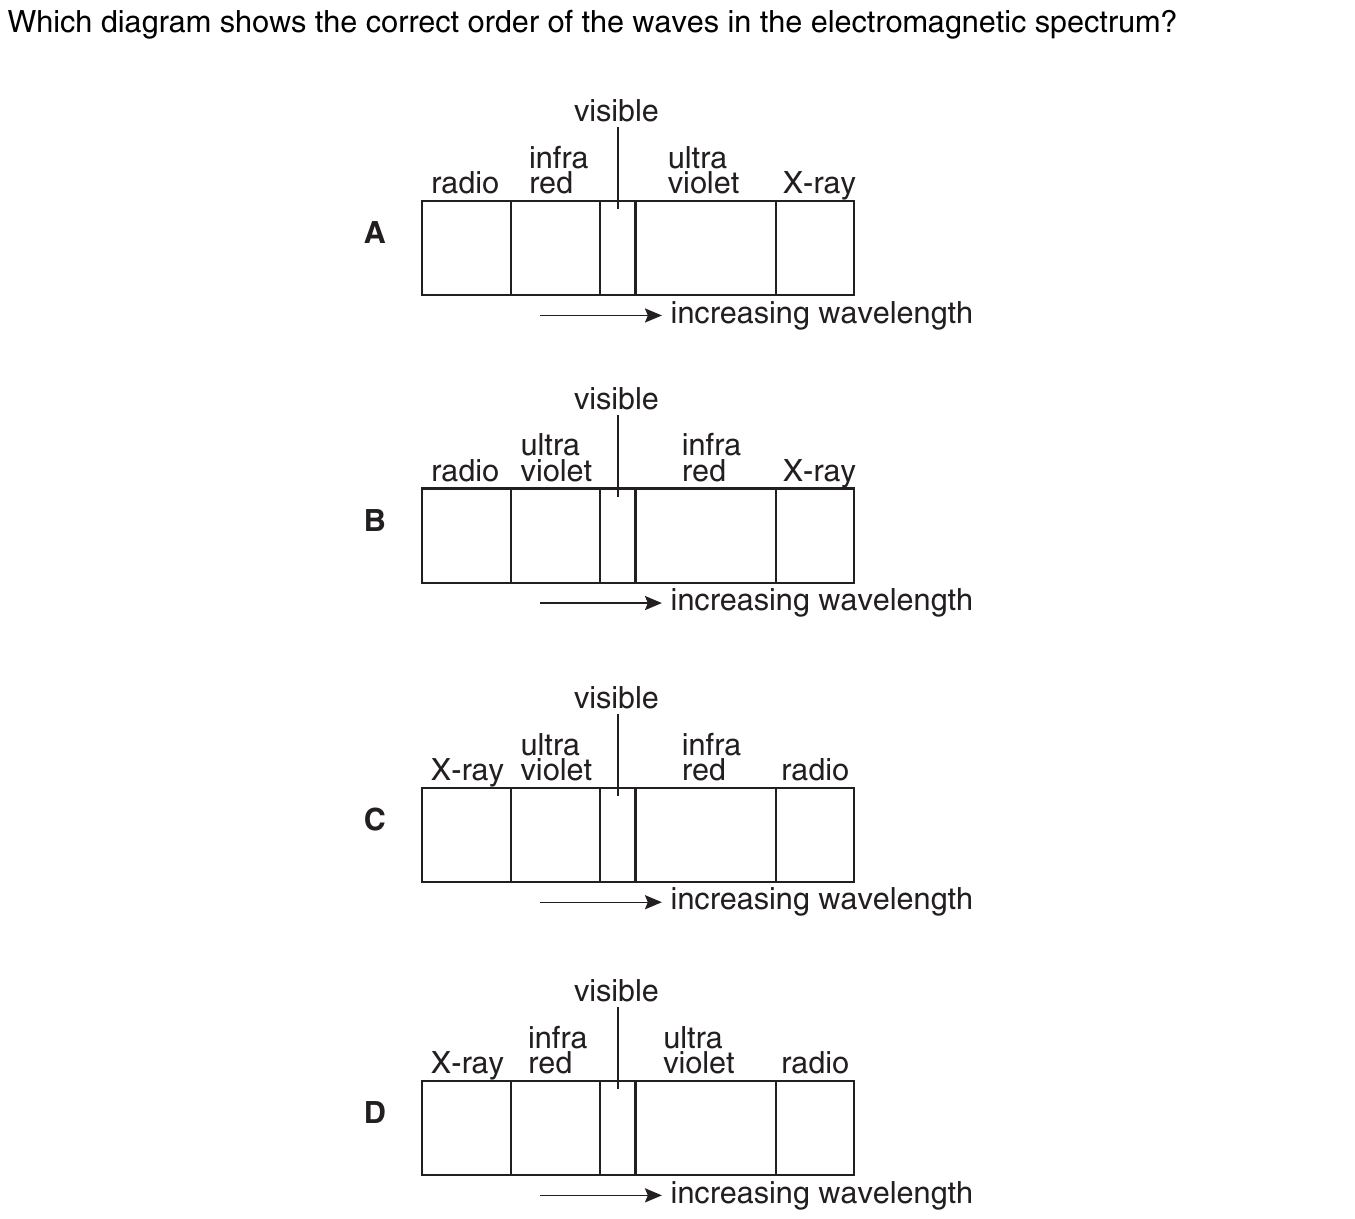 Which diagram shows the correct order of the waves in the electromagnetic spectrum?
visible
infra
ultra
radio red violet X-ray
A
increasing wavelength
visible
ultra
infra
radio violet red X-ray
B
increasing wavelength
visible
ultra
infra
X-ray violet red radio
C
increasing wavelength
visible
infra
ultra
X-ray red violet radio
D
increasing wavelength